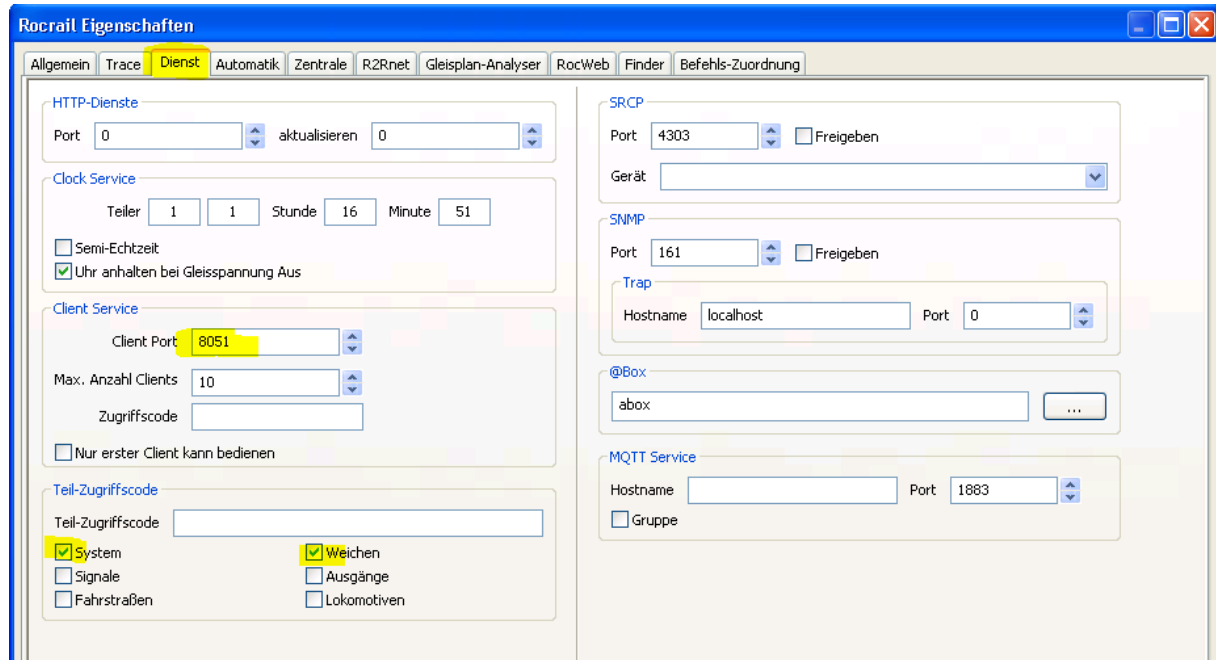 Rocrail Eigenschaften
Allgemein Trace Dienst Automatik Zentrale R2Rnet Gleisplan-Analyser RocWeb Finder Befehls-Zuordnung
HTTP-Dienste
Port 0 aktualisieren 0
Clock Service
Teiler 1 1 Stunde 16 Minute 51
Semi-Echtzeit
Uhr anhalten bei Gleisspannung Aus
Client Service
Client Port 8051
Max. Anzahl Clients 10
Zugriffscode
Nur erster Client kann bedienen
Teil-Zugriffscode
Teil-Zugriffscode
System Weichen
Signale Ausgänge
Fahrstraßen Lokomotiven
SRCP
Port 4303 Freigeben
Gerät
SNMP
Port 161 Freigeben
Trap
Hostname localhost Port 0
@Box
abox ...
MQTT Service
Hostname Port 1883
Gruppe